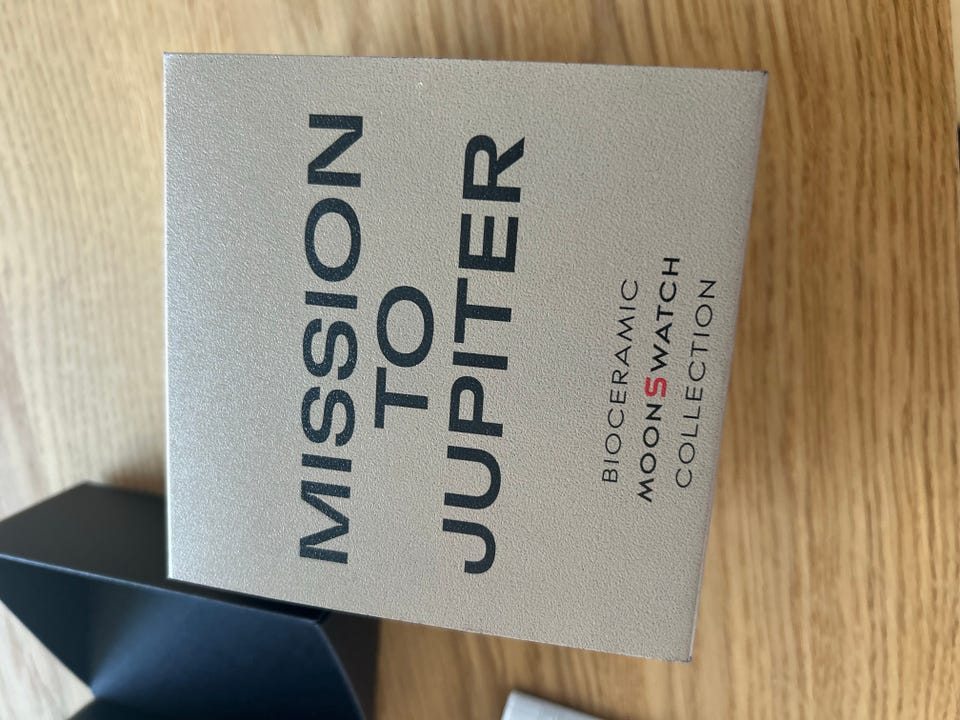 MISSION
TO
JUPITER
BIOCERAMIC
MOONSWATCH
COLLECTION